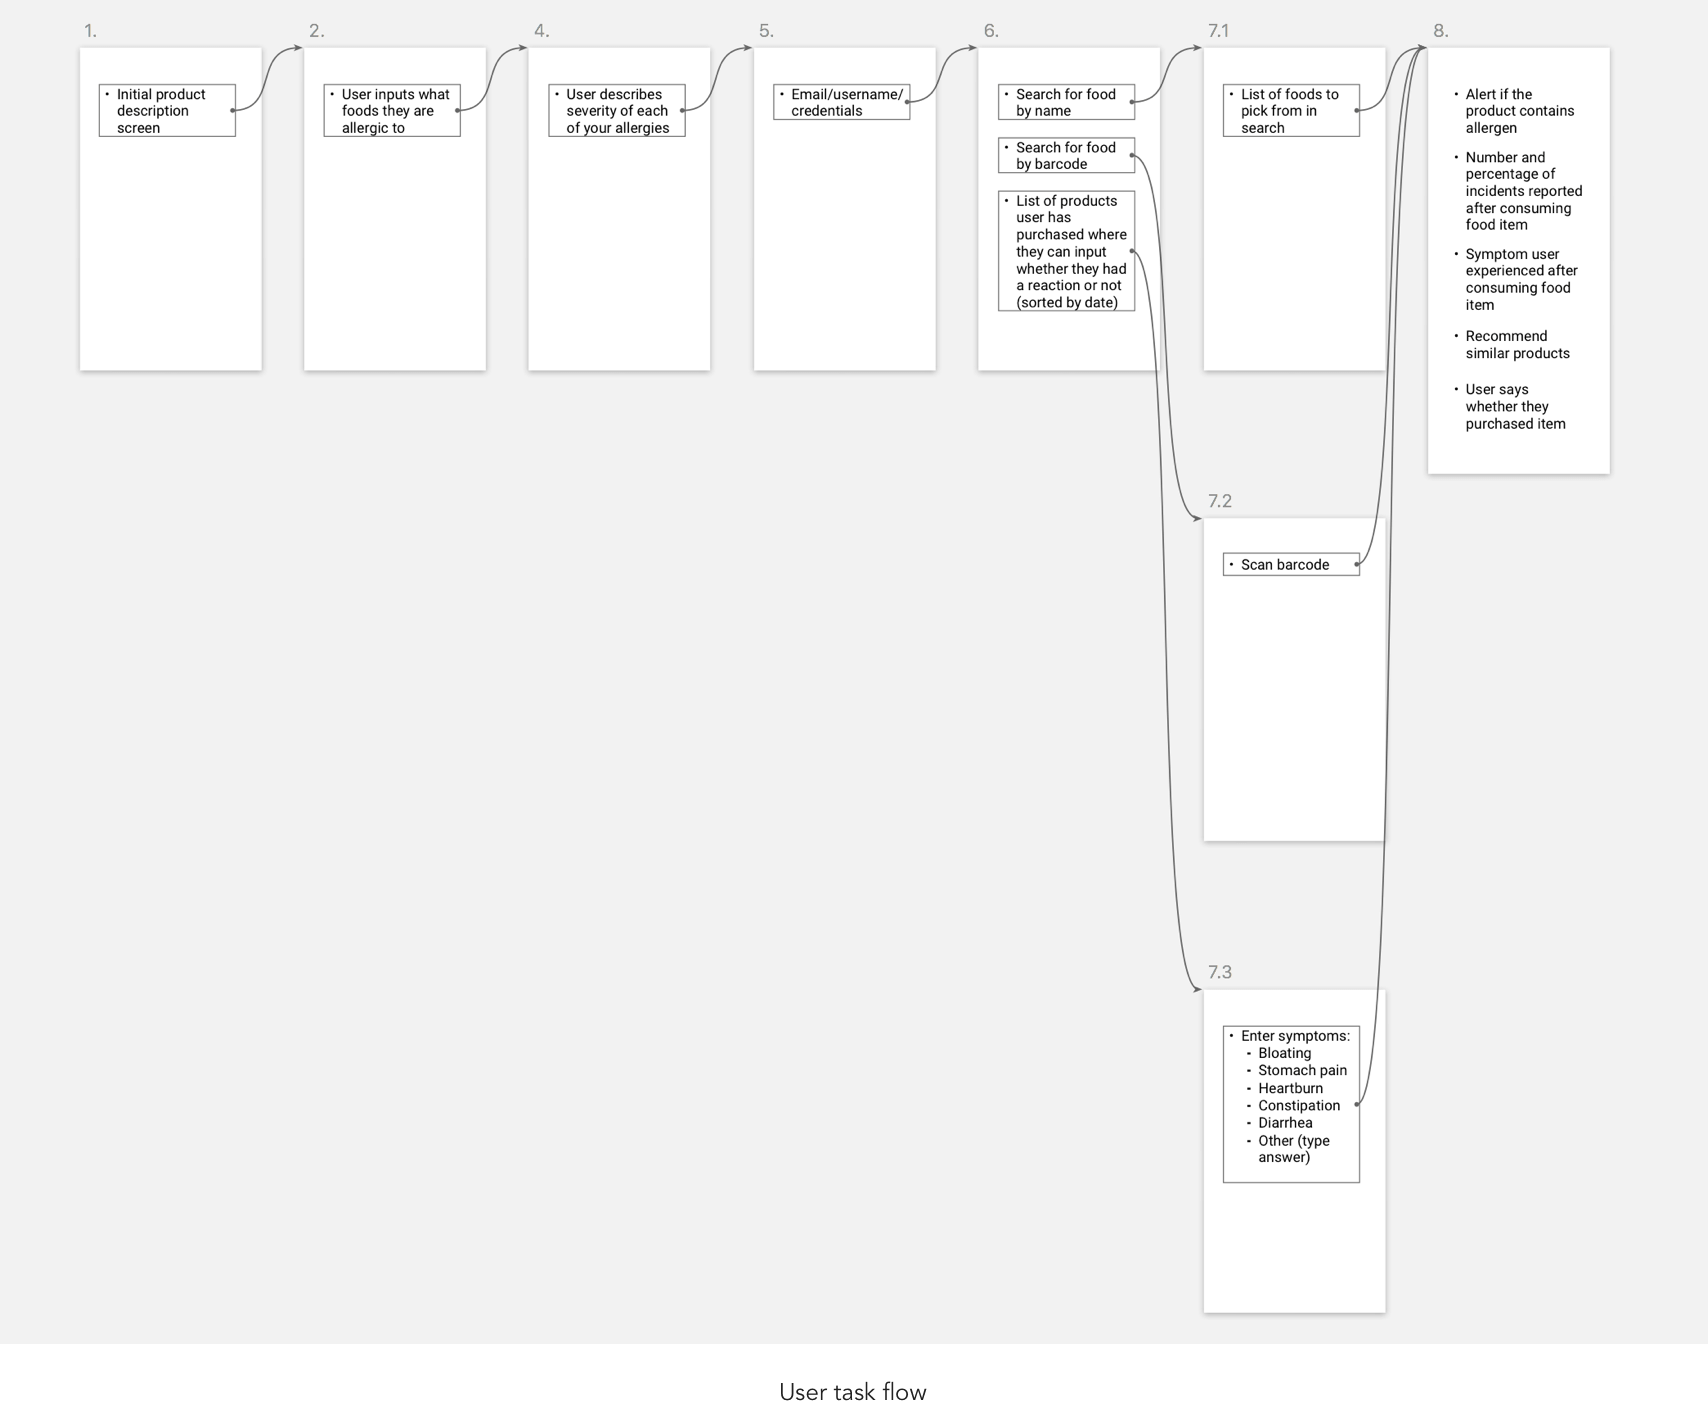 1.
• Initial product
description
screen
2.
• User inputs what
foods they are
allergic to
4.
• User describes
severity of each
of your allergies
5.
• Email/username/
credentials
6.
• Search for food
by name
• Search for food
by barcode
• List of products
user has
purchased where
they can input
whether they had
a reaction or not
(sorted by date)
7.1
• List of foods to
pick from in
search
7.2
• Scan barcode
7.3
• Enter symptoms:
- Bloating
- Stomach pain
- Heartburn
- Constipation
- Diarrhea
- Other (type
answer)
8.
• Alert if the
product contains
allergen
• Number and
percentage of
incidents reported
after consuming
food item
• Symptom user
experienced after
consuming food
item
• Recommend
similar products
• User says
whether they
purchased item
User task flow